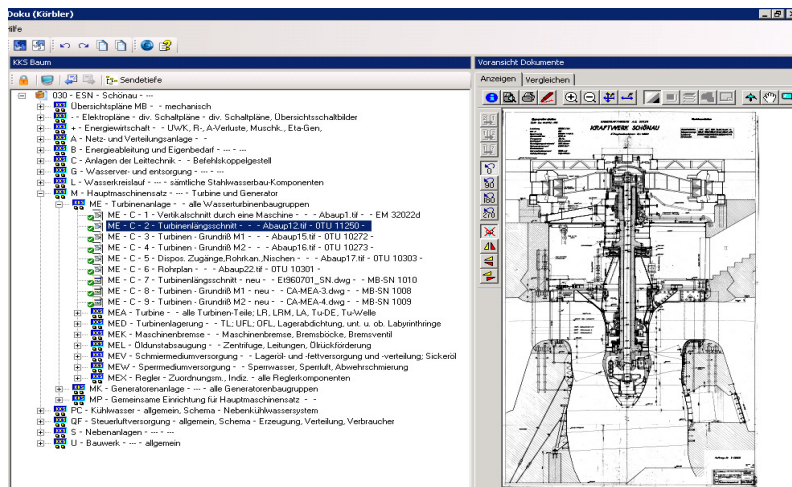 Doku (Körbler)
Hilfe
KKS Baum
Sendetiefe
030 - ESN - Schönau - ---
Übersichtspläne MB - - mechanisch
- - Elektropläne - div. Schaltpläne - div. Schaltpläne, Übersichtsschaltbilder
+ - Energiewirtschaft - - UWK, R-, A-Verluste, Muschk., Eta-Gen,
A - Netz- und Verteilungsanlage - -
B - Energieableitung und Eigenbedarf - --- - ---
C - Anlagen der Leittechnik - - Befehlskoppelgestell
G - Wasserver- und entsorgung - --- - ---
L - Wasserkreislauf - --- - sämtliche Stahlwasserbau-Komponenten
M - Hauptmaschinensatz - --- - Turbine und Generator
ME - Turbinenanlage - - alle Wasserturbinenbaugruppen
ME - C - 1 - Vertikalschnitt durch eine Maschine - - - Abaup1.tif - - EM 32022d
ME - C - 2 - Turbinenlängsschnitt - - - Abaup12.tif - 0TU 11250 -
ME - C - 3 - Turbinen - Grundriß M1 - - - Abaup15.tif - 0TU 10272 -
ME - C - 4 - Turbinen - Grundriß M2 - - - Abaup16.tif - 0TU 10273 -
ME - C - 5 - Dispos. Zugänge,Rohrkan.,Nischen - - - Abaup17.tif - 0TU 10303 -
ME - C - 6 - Rohrplan - - - Abaup22.tif - 0TU 10301 -
ME - C - 7 - Turbinenlängsschnitt - neu - - EI960701_SN.dwg - - MB-SN 1010
ME - C - 8 - Turbinen - Grundriß M1 - neu - - CA-MEA-3.dwg - - MB-SN 1008
ME - C - 9 - Turbinen - Grundriß M2 - neu - - CA-MEA-4.dwg - - MB-SN 1009
MEA - Turbine - - alle Turbinen-Teile; LR, LRM, LA, Tu-DE, Tu-Welle
MED - Turbinenlagerung - - TL; UFL; OFL, Lagerabdichtung, unt. u. ob. Labyrinthringe
MEK - Maschinenbremse - - Maschinenbremse, Bremsböcke, Bremsventil
MEL - Öldunstabsaugung - - Zentrifuge, Leitungen, Ölrückförderung
MEV - Schmiermediumversorgung - - Lageröl- und -fettversorgung und -verteilung; Sickeröl
MEW - Sperrmediumversorgung - - Sperrwasser, Sperrluft, Abwehrschmierung
MEX - Regler - Zuordnungsm., Indiz. - alle Reglerkomponenten
MK - Generatorenanlage - --- - alle Generatorenbaugruppen
MP - Gemeinsame Einrichtung für Hauptmaschinensatz - -
PC - Kühlwasser - allgemein, Schema - Nebenkühlwassersystem
QF - Steuerluftversorgung - allgemein, Schema - Erzeugung, Verteilung, Verbraucher
S - Nebenanlagen - --- - ---
U - Bauwerk - --- - allgemein
Voransicht Dokumente
Anzeigen
Vergleichen
0
90
180
270
KRAFTWERK SCHÖNAU